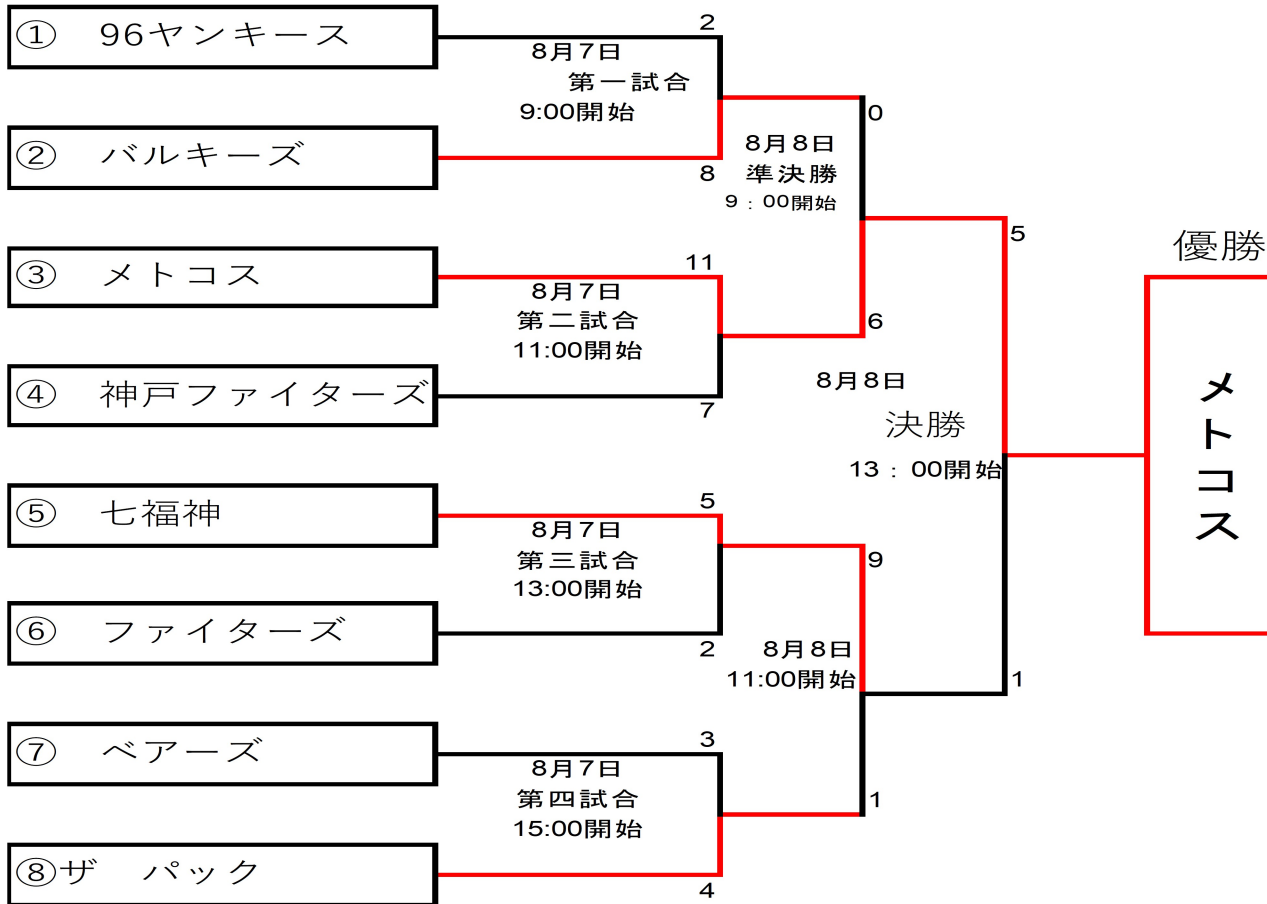 ① 96ヤンキース
2
8月7日
第一試合
9:00開始
② バルキーズ
8
0
8月8日
準決勝
9：00開始
③ メトコス
11
8月7日
第二試合
11:00開始
6
④ 神戸ファイターズ
7
5
優勝
8月8日
決勝
13：00開始
メトコス
⑤ 七福神
5
8月7日
第三試合
13:00開始
9
⑥ ファイターズ
2
8月8日
11:00開始
1
⑦ ベアーズ
3
8月7日
第四試合
15:00開始
1
⑧ザ パック
4